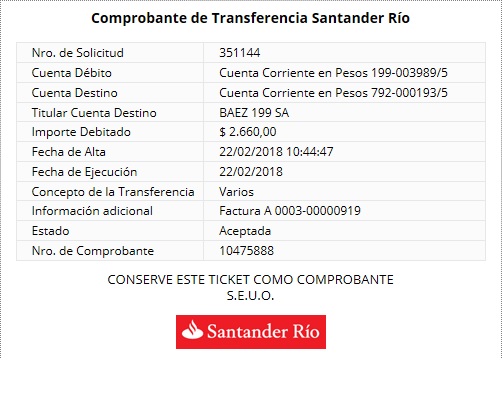 Comprobante de Transferencia Santander Río
Nro. de Solicitud 351144
Cuenta Débito Cuenta Corriente en Pesos 199-003989/5
Cuenta Destino Cuenta Corriente en Pesos 792-000193/5
Titular Cuenta Destino BAEZ 199 SA
Importe Debitado $ 2.660,00
Fecha de Alta 22/02/2018 10:44:47
Fecha de Ejecución 22/02/2018
Concepto de la Transferencia Varios
Información adicional Factura A 0003-00000919
Estado Aceptada
Nro. de Comprobante 10475888
CONSERVE ESTE TICKET COMO COMPROBANTE
S.E.U.O.
Santander Río